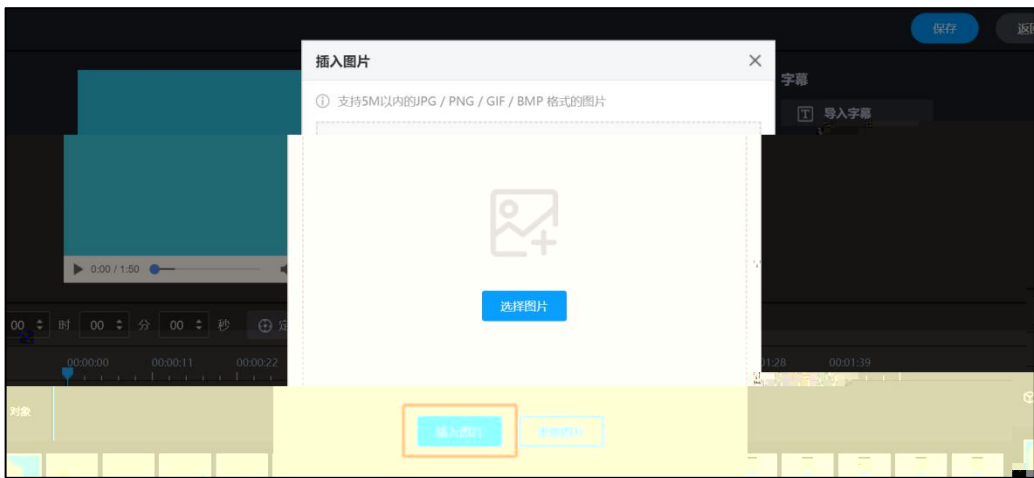 保存
返回
插入图片
支持5M以内的JPG / PNG / GIF / BMP 格式的图片
字幕
导入字幕
0:00 / 1:50
选择图片
00 时 00 分 00 秒
00:00:00 00:00:11 00:00:22 01:28 00:01:39
对象
插入图片